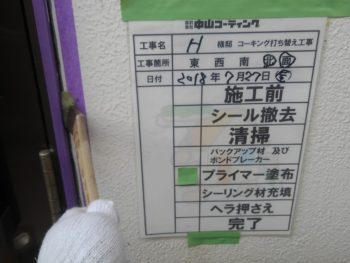 中山コーティング
工事名 H 様邸 コーキング打ち替え工事
工事箇所 東 西 南 北 面
日付 2018年7月27日
施工前
シール撤去
清掃
バックアップ材 及び
ボンドブレーカー
プライマー塗布
シーリング材充填
ヘラ押さえ
完了